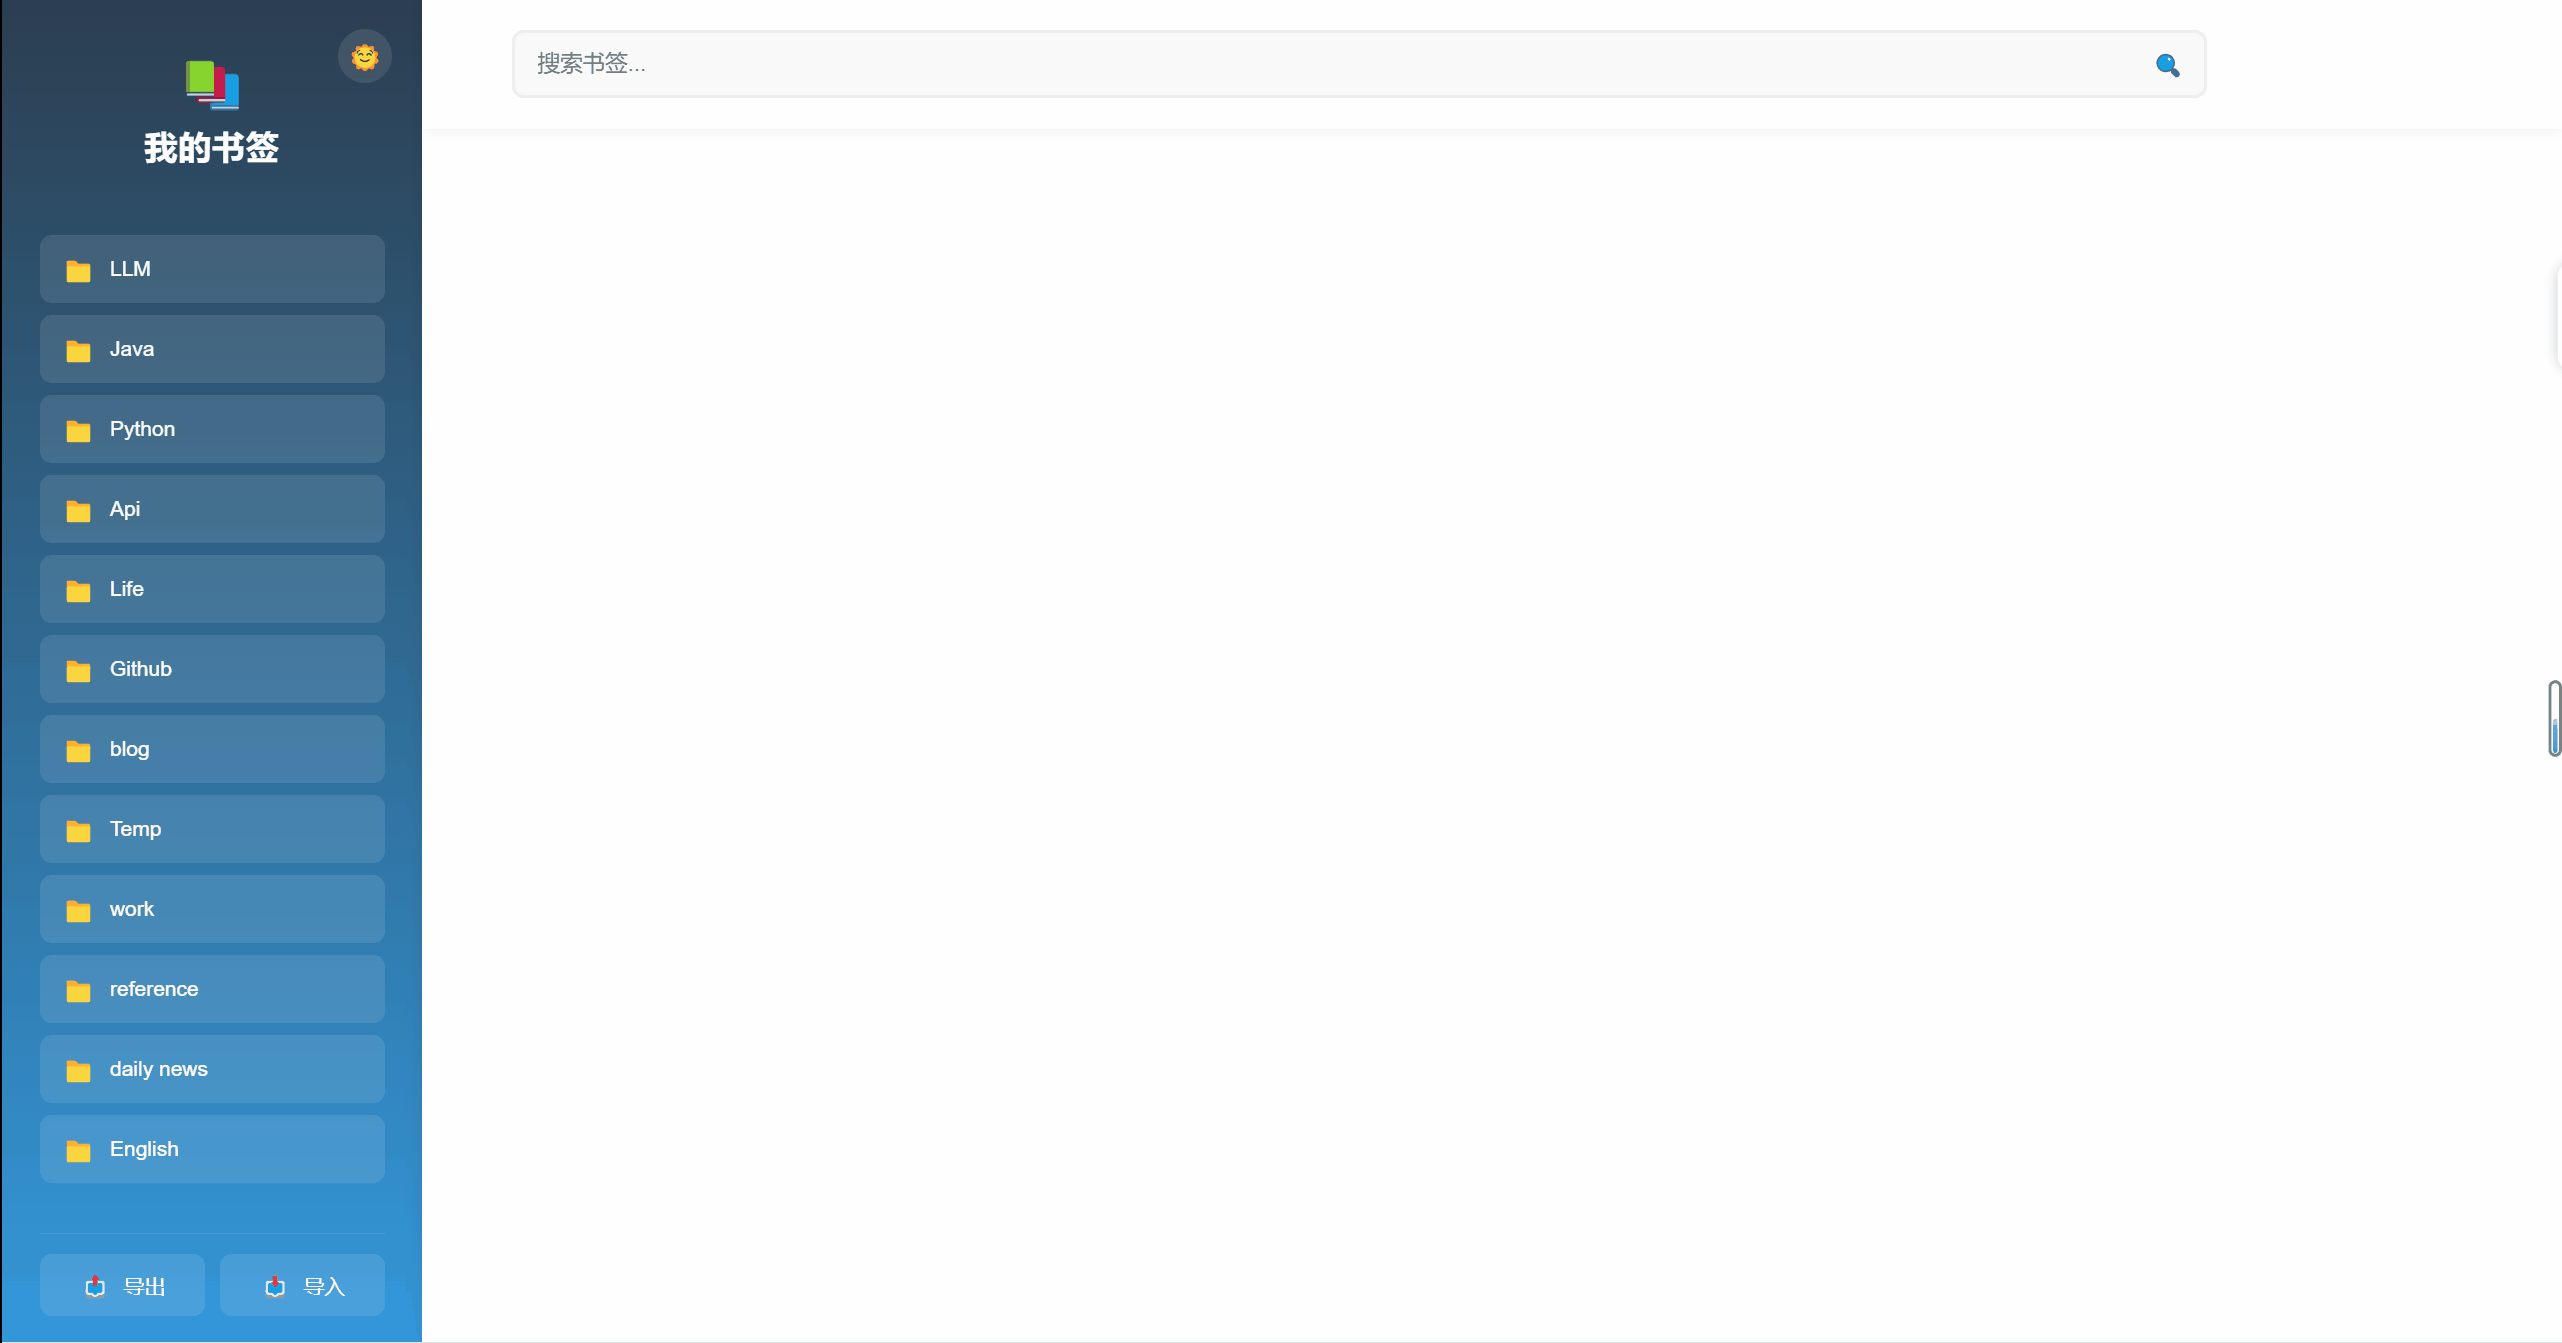 我的书签
搜索书签...
LLM
Java
Python
Api
Life
Github
blog
Temp
work
reference
daily news
English
导出
导入